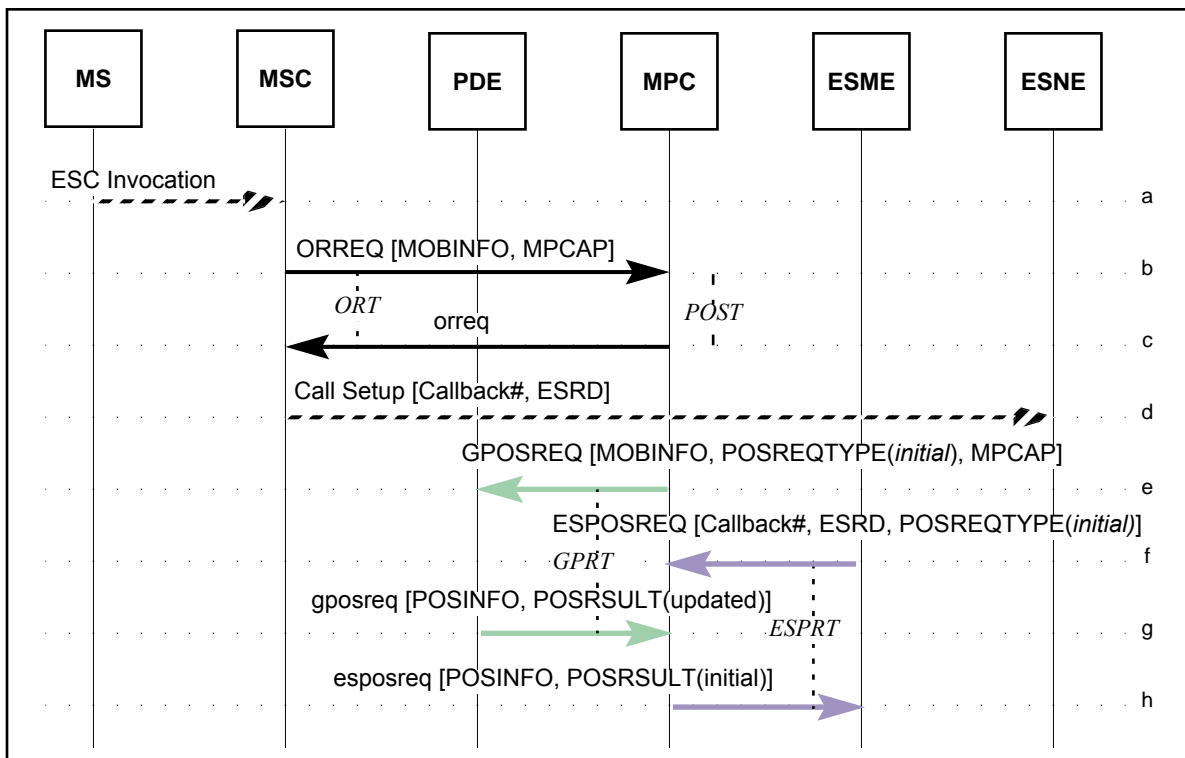 MS MSC PDE MPC ESME ESNE
ESC Invocation
a
ORREQ [MOBINFO, MPCAP]
b
ORT
POST
orreq
c
Call Setup [Callback#, ESRD]
d
GPOSREQ [MOBINFO, POSREQTYPE(initial), MPCAP]
e
ESPOSREQ [Callback#, ESRD, POSREQTYPE(initial)]
GPRT
f
gposreq [POSINFO, POSRSULT(updated)]
ESPRT
g
esposreq [POSINFO, POSRSULT(initial)]
h